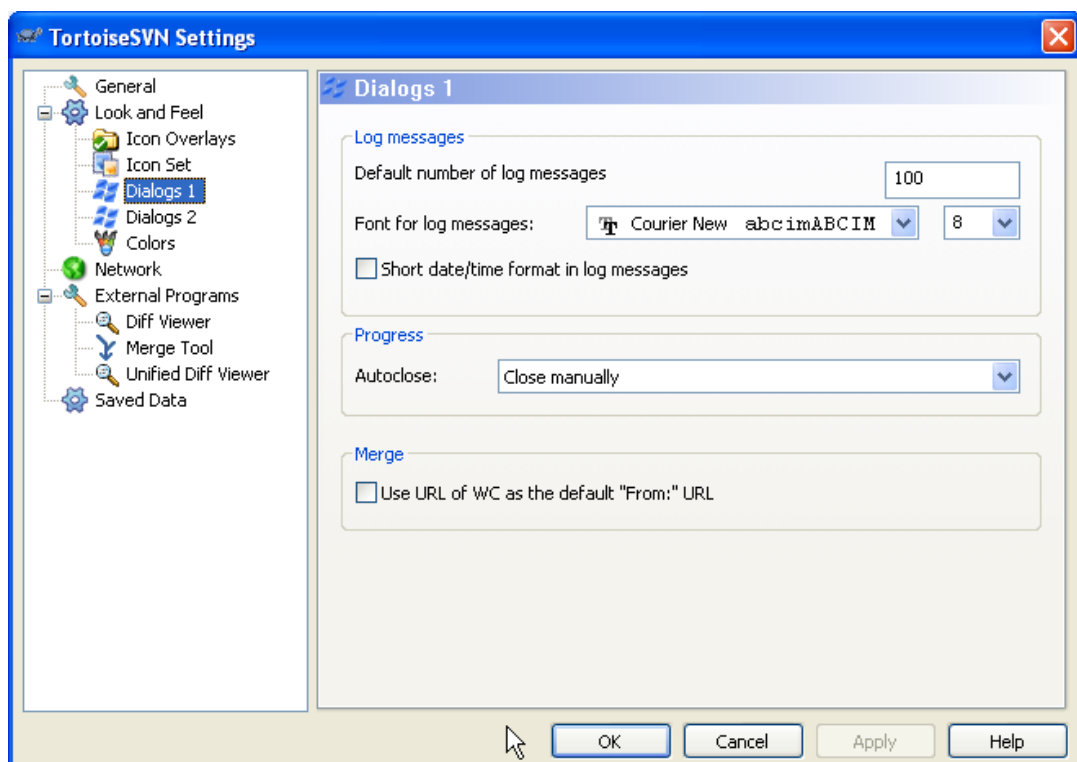 TortoiseSVN Settings
General
Look and Feel
Icon Overlays
Icon Set
Dialogs 1
Dialogs 2
Colors
Network
External Programs
Diff Viewer
Merge Tool
Unified Diff Viewer
Saved Data
Dialogs 1
Log messages
Default number of log messages 100
Font for log messages: Courier New abcimABCIM 8
Short date/time format in log messages
Progress
Autoclose: Close manually
Merge
Use URL of WC as the default "From:" URL
OK Cancel Apply Help